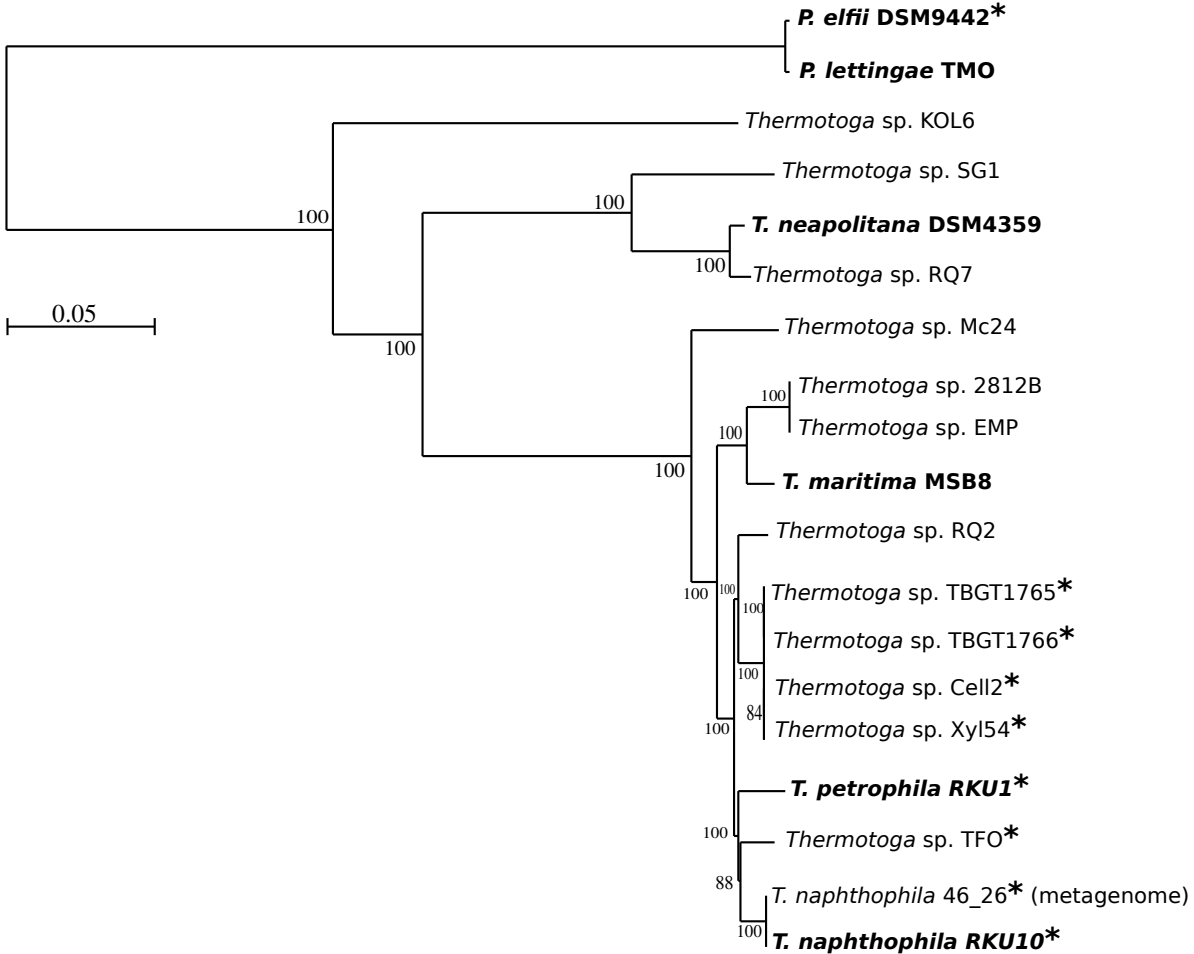 P. elfii DSM9442*
P. lettingae TMO
Thermotoga sp. KOL6
Thermotoga sp. SG1
100
100
T. neapolitana DSM4359
100
Thermotoga sp. RQ7
0.05
Thermotoga sp. Mc24
100
Thermotoga sp. 2812B
100
Thermotoga sp. EMP
100
100
T. maritima MSB8
Thermotoga sp. RQ2
100
100
Thermotoga sp. TBGT1765*
100
Thermotoga sp. TBGT1766*
100
Thermotoga sp. Cell2*
84
Thermotoga sp. Xyl54*
100
T. petrophila RKU1*
100
Thermotoga sp. TFO*
88
T. naphthophila 46_26* (metagenome)
100
T. naphthophila RKU10*